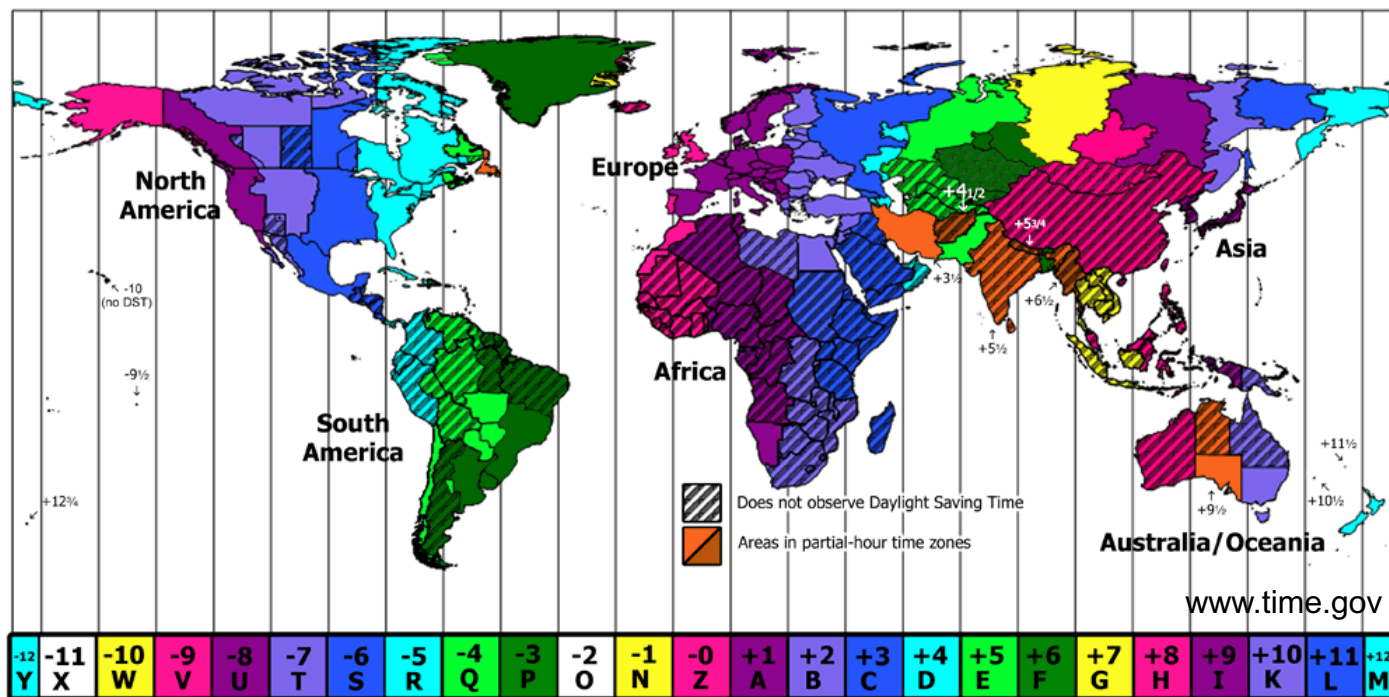 North
America
Europe
Asia
+4 1/2
+5 3/4
-10
(no DST)
+3½
+6½
+5½
-9½
Africa
South
America
+11½
+10½
+12¾
+9½
Does not observe Daylight Saving Time
Areas in partial-hour time zones
Australia/Oceania
www.time.gov
-12 -11 -10 -9 -8 -7 -6 -5 -4 -3 -2 -1 -0 +1 +2 +3 +4 +5 +6 +7 +8 +9 +10 +11 +12
Y X W V U T S R Q P O N Z A B C D E F G H I K L M